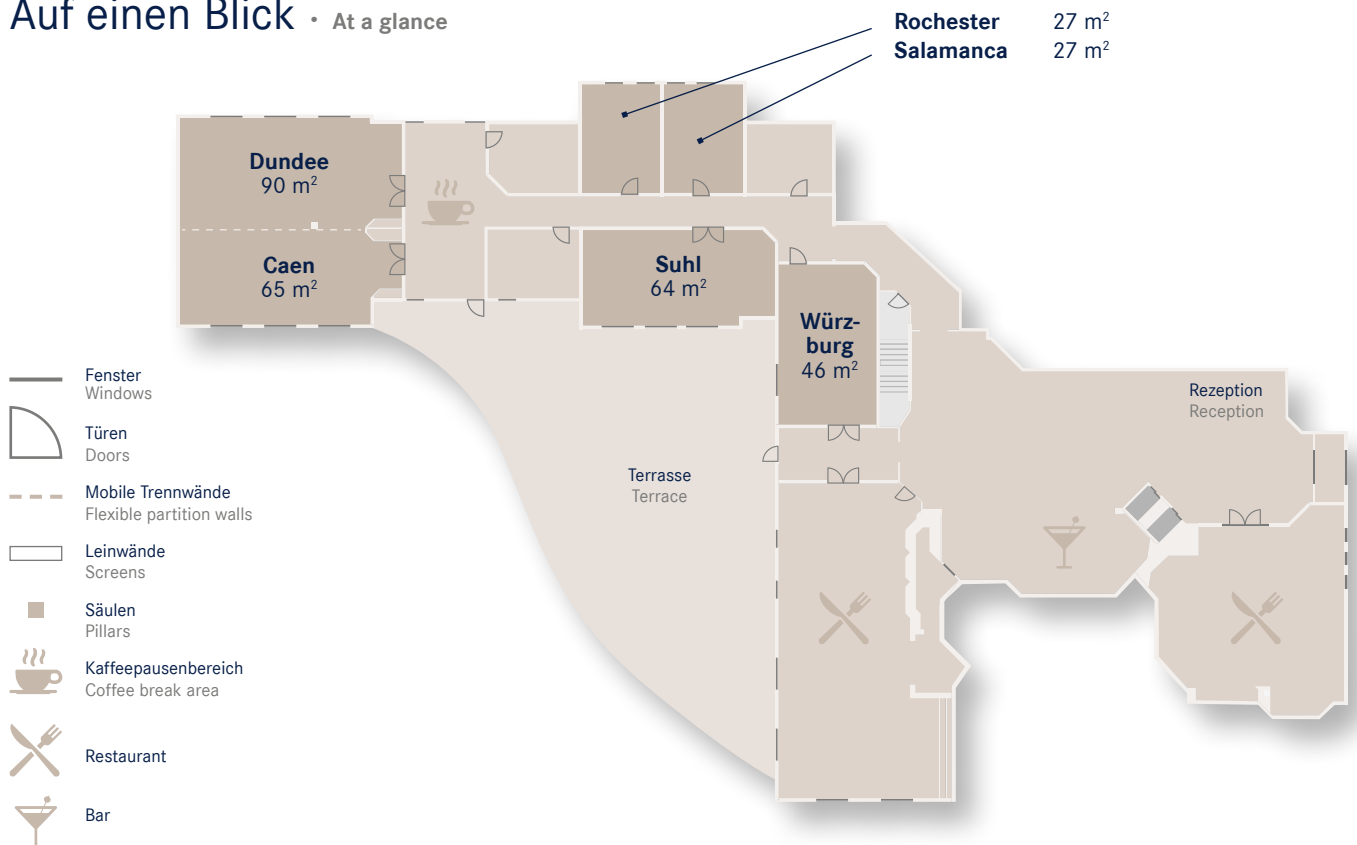 Auf einen Blick · At a glance
Rochester 27 m²
Salamanca 27 m²
Dundee
90 m²
Caen
65 m²
Suhl
64 m²
Würz-
burg
46 m²
Rezeption
Reception
Terrasse
Terrace
Fenster
Windows
Türen
Doors
Mobile Trennwände
Flexible partition walls
Leinwände
Screens
Säulen
Pillars
Kaffeepausenbereich
Coffee break area
Restaurant
Bar